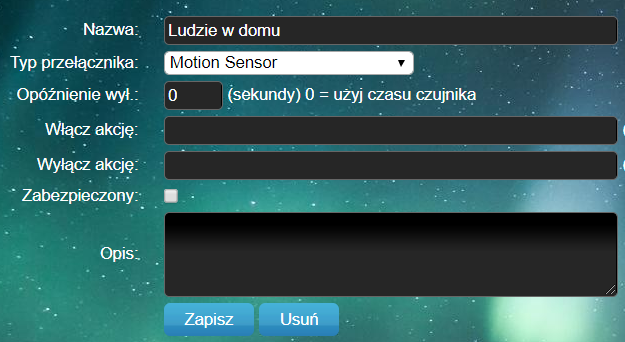 Nazwa: Ludzie w domu
Typ przełącznika: Motion Sensor
Opóźnienie wył.: 0 (sekundy) 0 = użyj czasu czujnika
Włącz akcję:
Wyłącz akcję:
Zabezpieczony:
Opis:
Zapisz Usuń